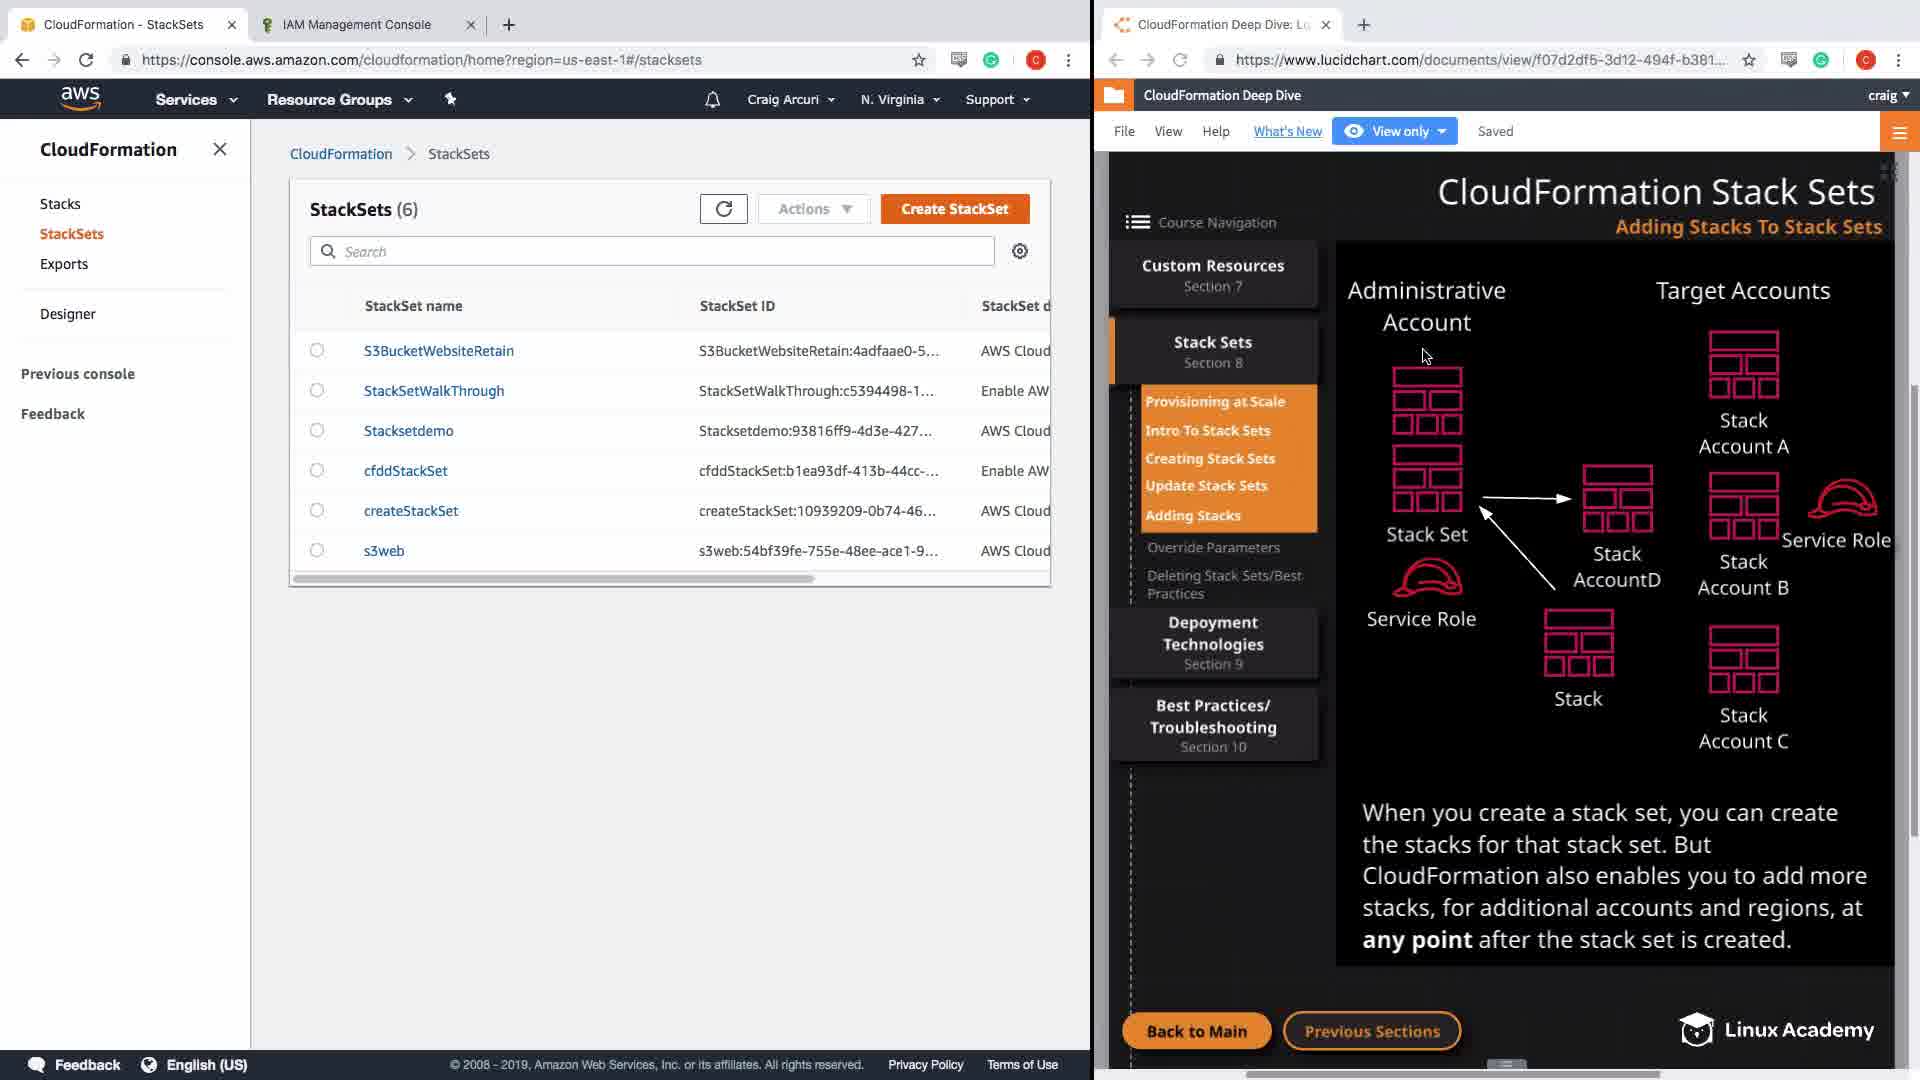 CloudFormation - StackSets
IAM Management Console
https://console.aws.amazon.com/cloudformation/home?region=us-east-1#/stacksets
C
aws
Services
Resource Groups
Craig Arcuri
N. Virginia
Support
CloudFormation
Stacks
StackSets
Exports
Designer
Previous console
Feedback
CloudFormation
StackSets
StackSets (6)
Actions
Create StackSet
Search
StackSet name
StackSet ID
StackSet d
S3BucketWebsiteRetain
S3BucketWebsiteRetain:4adfaae0-5...
AWS Cloud
StackSetWalkThrough
StackSetWalkThrough:c5394498-1...
Enable AW
Stacksetdemo
Stacksetdemo:93816ff9-4d3e-427...
AWS Cloud
cfddStackSet
cfddStackSet:b1ea93df-413b-44cc-...
Enable AW
createStackSet
createStackSet:10939209-0b74-46...
AWS Cloud
s3web
s3web:54bf39fe-755e-48ee-ace1-9...
AWS Cloud
Feedback
English (US)
© 2008 - 2019, Amazon Web Services, Inc. or its affiliates. All rights reserved.
Privacy Policy
Terms of Use
CloudFormation Deep Dive: Lu
https://www.lucidchart.com/documents/view/f07d2df5-3d12-494f-b381...
C
CloudFormation Deep Dive
craig
File
View
Help
What's New
View only
Saved
CloudFormation Stack Sets
Adding Stacks To Stack Sets
Course Navigation
Custom Resources
Section 7
Stack Sets
Section 8
Provisioning at Scale
Intro To Stack Sets
Creating Stack Sets
Update Stack Sets
Adding Stacks
Override Parameters
Deleting Stack Sets/Best
Practices
Depoyment
Technologies
Section 9
Best Practices/
Troubleshooting
Section 10
Administrative
Account
Target Accounts
Stack
Account A
Stack Set
Service Role
Stack
AccountD
Stack
Account B
Service Role
Stack
Stack
Account C
When you create a stack set, you can create
the stacks for that stack set. But
CloudFormation also enables you to add more
stacks, for additional accounts and regions, at
any point after the stack set is created.
Back to Main
Previous Sections
Linux Academy